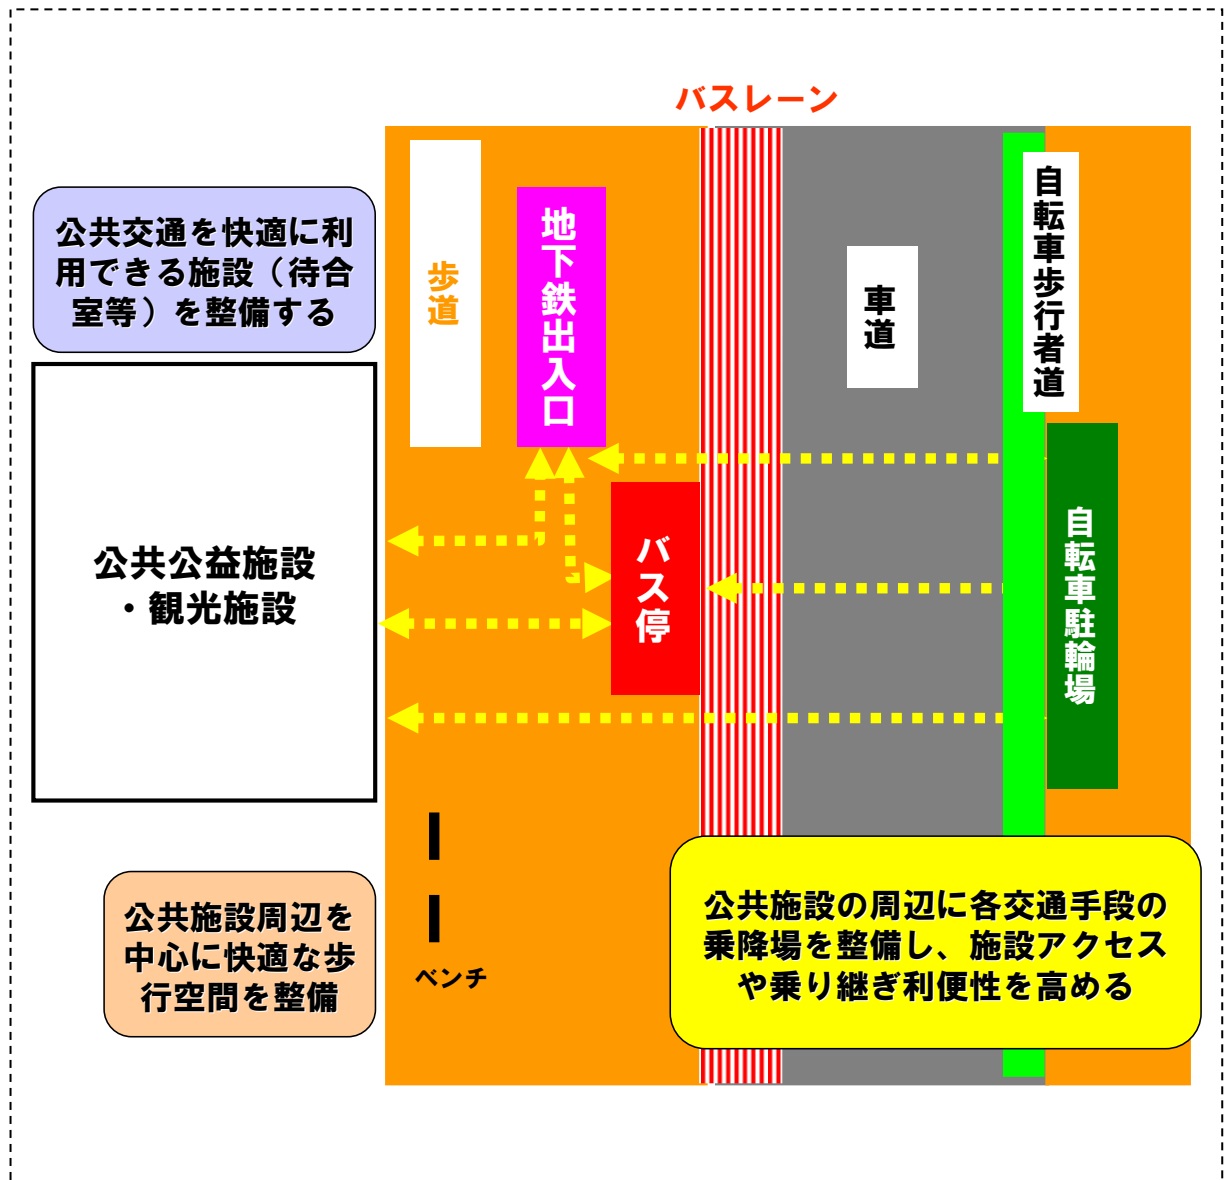 バスレーン
公共交通を快適に利
用できる施設（待合
室等）を整備する
歩道
地下鉄出入口
車道
自転車歩行者道
公共公益施設
・観光施設
バス停
自転車駐輪場
公共施設周辺を
中心に快適な歩
行空間を整備
ベンチ
公共施設の周辺に各交通手段の
乗降場を整備し、施設アクセス
や乗り継ぎ利便性を高める